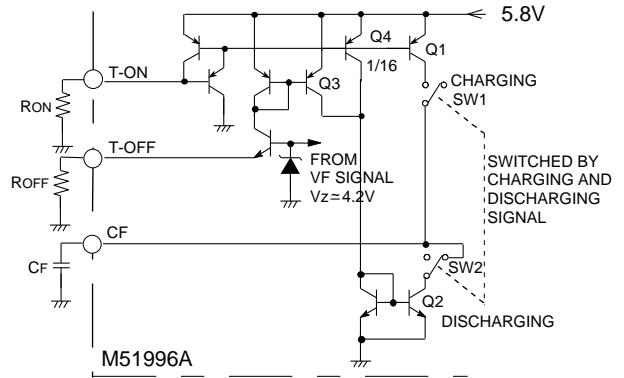 5.8V
Q4
Q1
T-ON
1/16
Q3
CHARGING
SW1
RON
T-OFF
FROM
VF SIGNAL
Vz≃4.2V
ROFF
SWITCHED BY
CHARGING AND
DISCHARGING
SIGNAL
CF
CF
SW2
Q2
DISCHARGING
M51996A